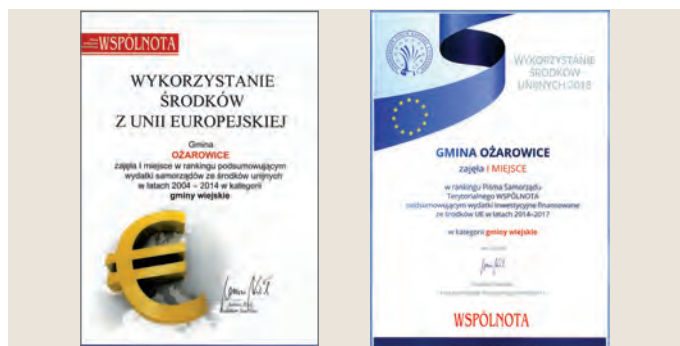 WSPÓLNOTA
WYKORZYSTANIE
ŚRODKÓW
Z UNII EUROPEJSKIEJ
Gmina
OŻAROWICE
zajęła I miejsce w rankingu podsumowującym
wydatki samorządów ze środków unijnych
w latach 2004 – 2014 w kategorii
gminy wiejskie
WYKORZYSTANIE
ŚRODKÓW
UNIJNYCH 2018
GMINA OŻAROWICE
zajęła I MIEJSCE
w rankingu Pisma Samorządu
Terytorialnego WSPÓLNOTA
podsumowującym wydatki inwestycyjne finansowane
ze środków UE w latach 2014–2017
w kategorii gminy wiejskie
WSPÓLNOTA